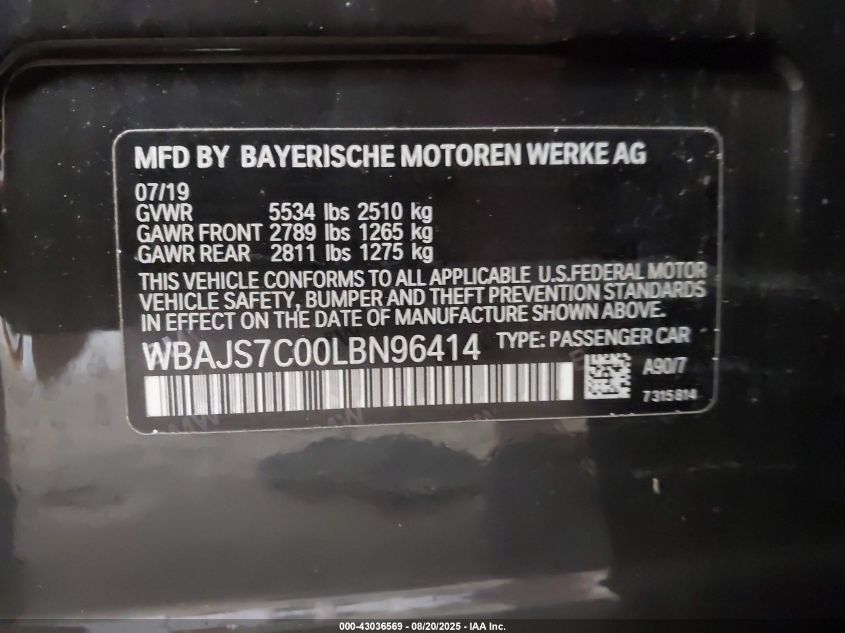 MFD BY BAYERISCHE MOTOREN WERKE AG
07/19
GVWR 5534 lbs 2510 kg
GAWR FRONT 2789 lbs 1265 kg
GAWR REAR 2811 lbs 1275 kg
THIS VEHICLE CONFORMS TO ALL APPLICABLE U.S.FEDERAL MOTOR
VEHICLE SAFETY, BUMPER AND THEFT PREVENTION STANDARDS
IN EFFECT ON THE DATE OF MANUFACTURE SHOWN ABOVE.
WBAJS7C00LBN96414 TYPE: PASSENGER CAR
A90/7
7315814
000-43036569 - 08/20/2025 - IAA Inc.